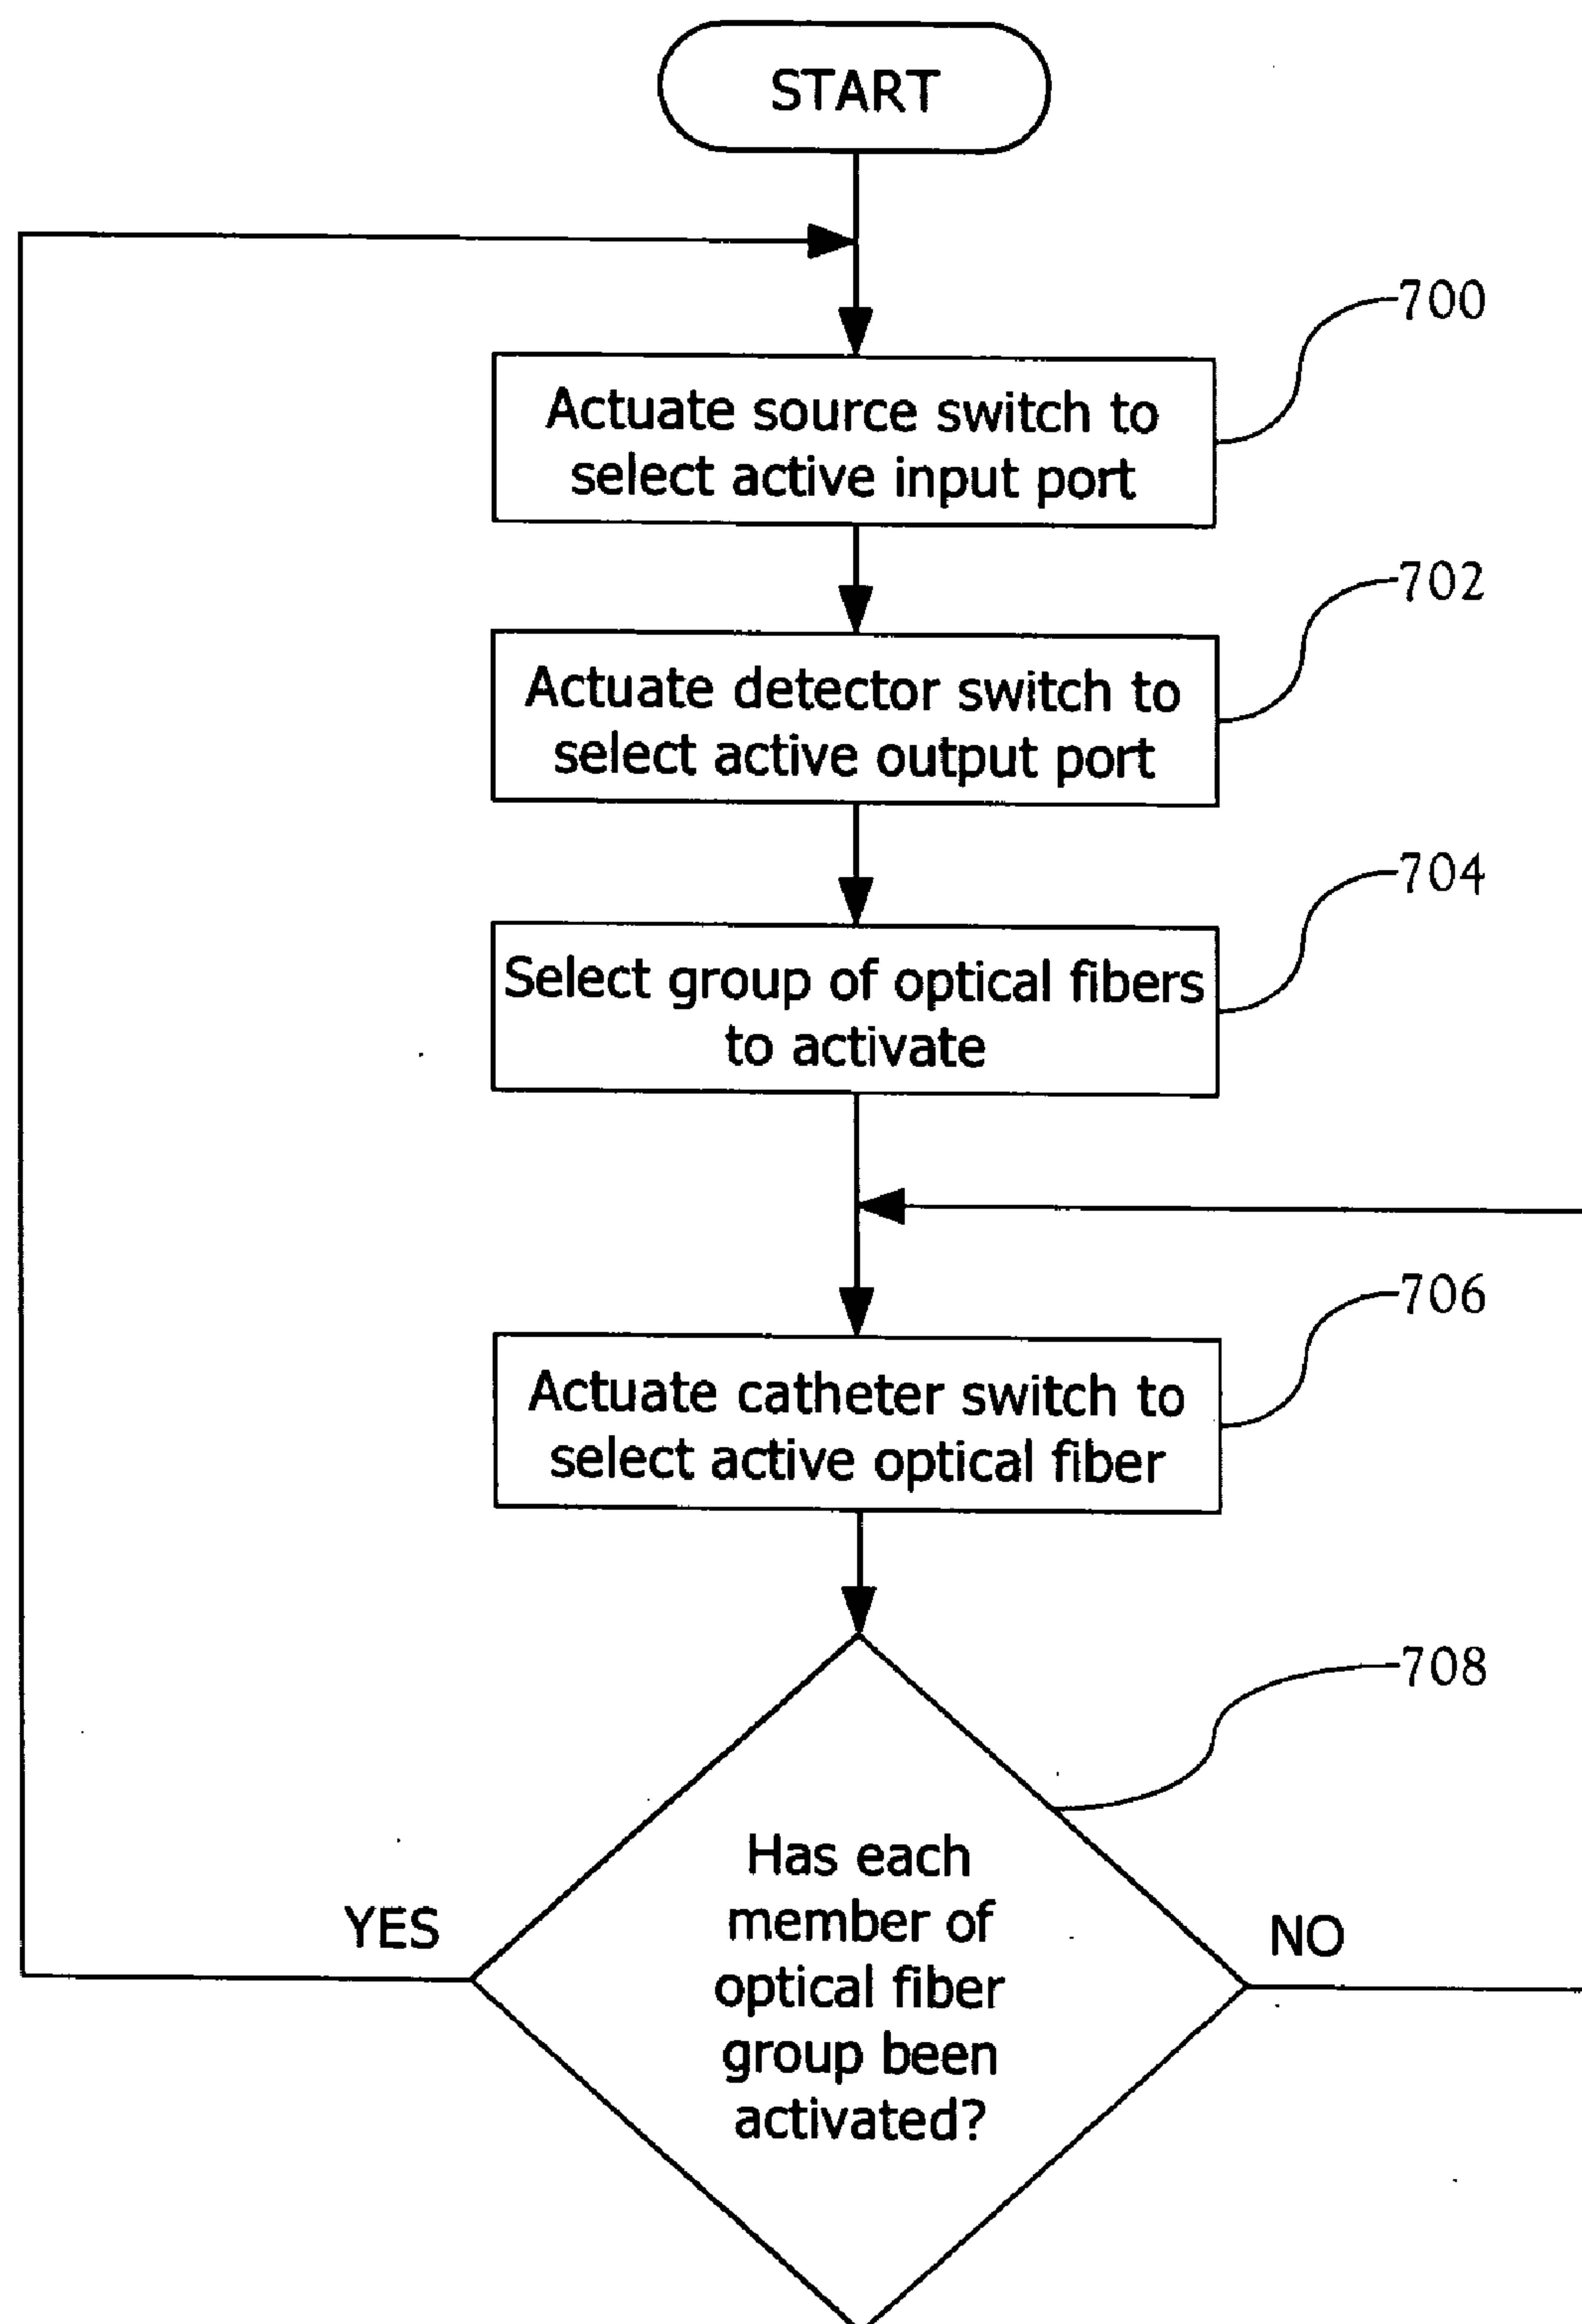 START
700
Actuate source switch to
select active input port
702
Actuate detector switch to
select active output port
704
Select group of optical fibers
to activate
706
Actuate catheter switch to
select active optical fiber
708
Has each
member of
optical fiber
group been
activated?
YES
NO